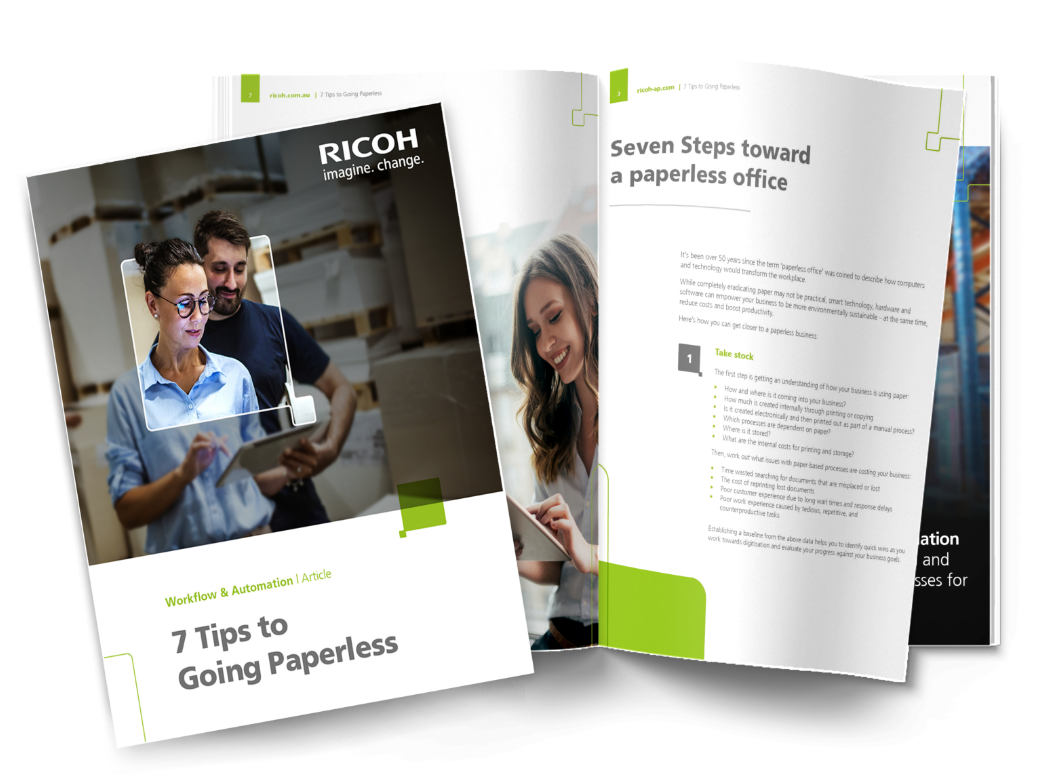 RICOH
imagine. change.
Workflow & Automation | Article
7 Tips to
Going Paperless
2
ricoh.com.au | 7 Tips to Going Paperless
3
ricoh-ap.com | 7 Tips to Going Paperless
Seven Steps toward
a paperless office
It's been over 50 years since the term 'paperless office' was coined to describe how computers
and technology would transform the workplace.
While completely eradicating paper may not be practical, smart technology, hardware and
software can empower your business to be more environmentally sustainable - at the same time,
reduce costs and boost productivity.
Here's how you can get closer to a paperless business:
1
Take stock
The first step is getting an understanding of how your business is using paper:
• How and where is it coming into your business?
• How much is created internally through printing or copying
• Is it created electronically and then printed out as part of a manual process?
• Which processes are dependent on paper?
• Where is it stored?
• What are the internal costs for printing and storage?
Then, work out what issues with paper based processes are costing your business:
• Time wasted searching for documents that are misplaced or lost
• The cost of reprinting lost documents
• Poor customer experience due to long wait times and response delays
• Poor work experience caused by tedious, repetitive, and
counterproductive tasks
Establishing a baseline from the above data helps you to identify quick wins as you
work towards digitisation and evaluate your progress against your business goals.
ation
and
sses for